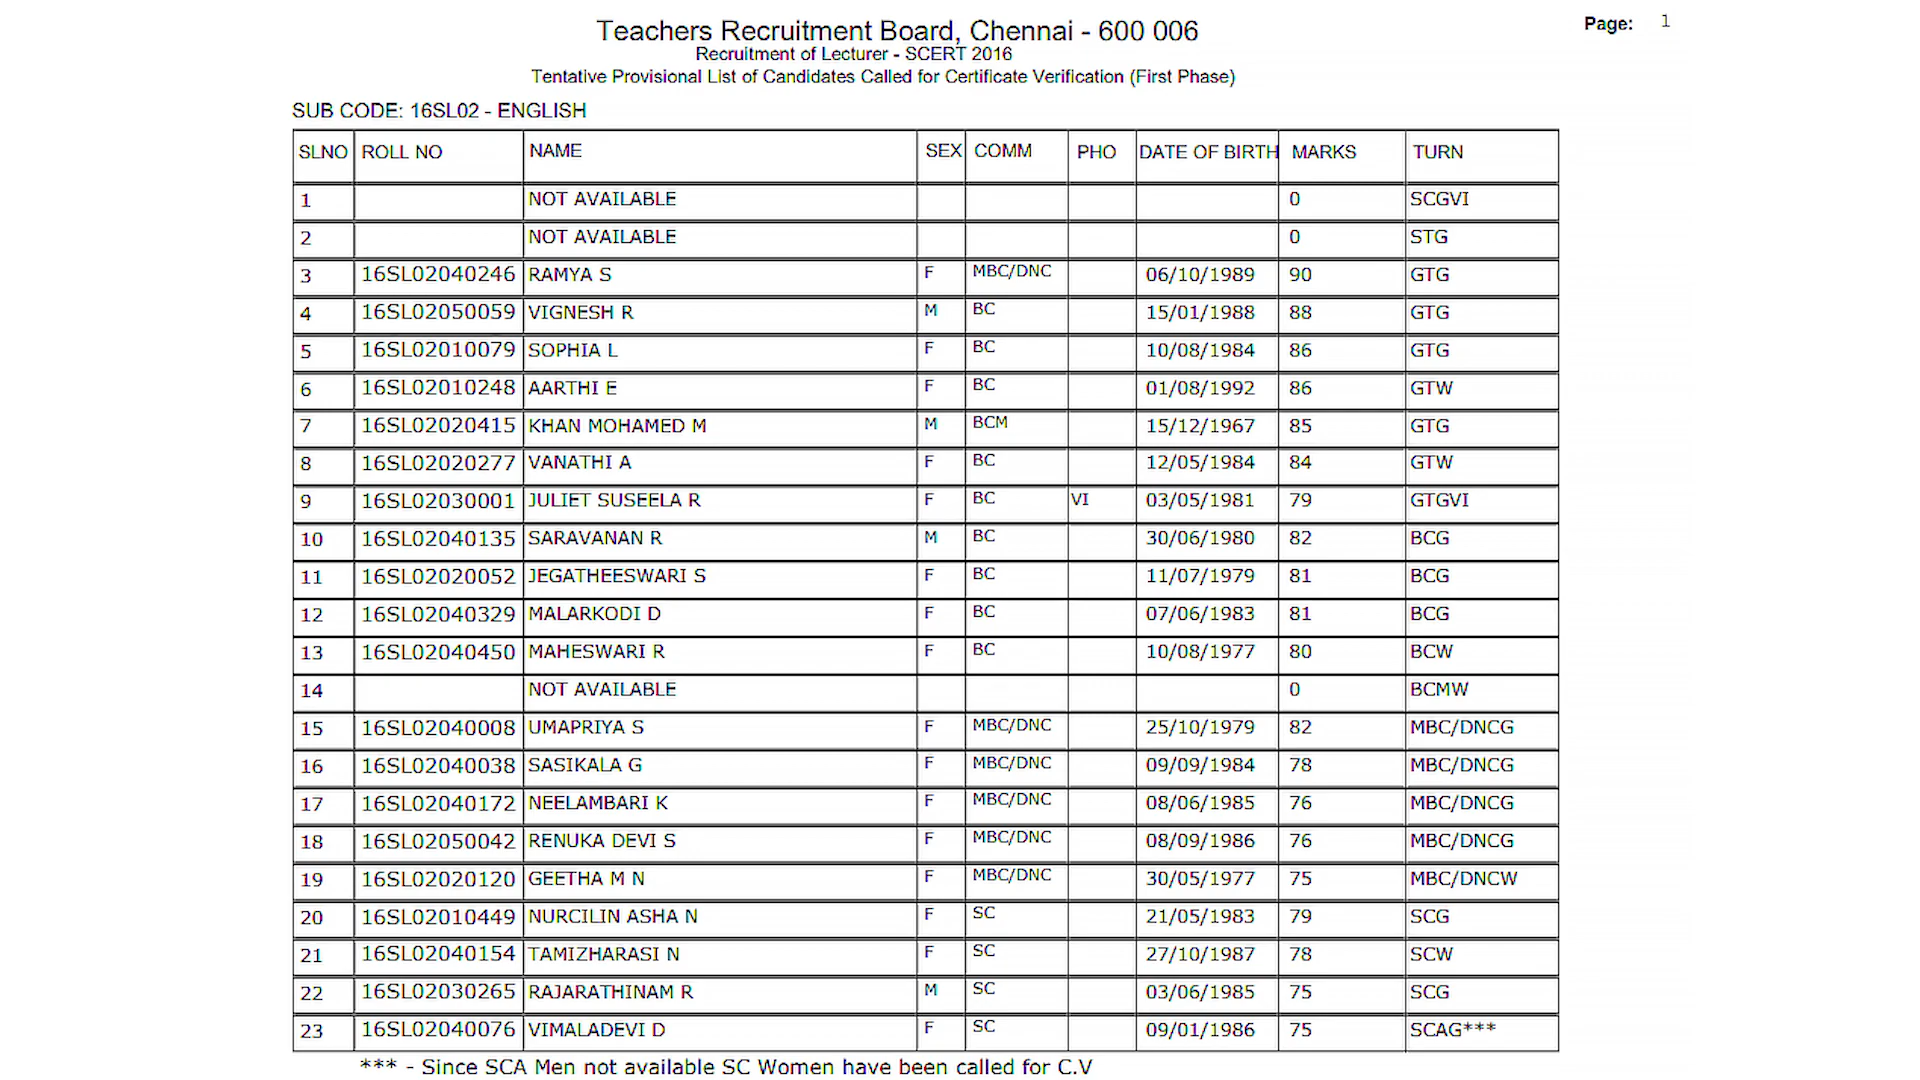 Teachers Recruitment Board, Chennai - 600 006
Page: 1
Recruitment of Lecturer - SCERT 2016
Tentative Provisional List of Candidates Called for Certificate Verification (First Phase)
SUB CODE: 16SL02 - ENGLISH
SLNO ROLL NO NAME SEX COMM PHO DATE OF BIRTH MARKS TURN
1 NOT AVAILABLE 0 SCGVI
2 NOT AVAILABLE 0 STG
3 16SL02040246 RAMYA S F MBC/DNC 06/10/1989 90 GTG
4 16SL02050059 VIGNESH R M BC 15/01/1988 88 GTG
5 16SL02010079 SOPHIA L F BC 10/08/1984 86 GTG
6 16SL02010248 AARTHI E F BC 01/08/1992 86 GTW
7 16SL02020415 KHAN MOHAMED M M BCM 15/12/1967 85 GTG
8 16SL02020277 VANATHI A F BC 12/05/1984 84 GTW
9 16SL02030001 JULIET SUSEELA R F BC VI 03/05/1981 79 GTGVI
10 16SL02040135 SARAVANAN R M BC 30/06/1980 82 BCG
11 16SL02020052 JEGATHEESWARI S F BC 11/07/1979 81 BCG
12 16SL02040329 MALARKODI D F BC 07/06/1983 81 BCG
13 16SL02040450 MAHESWARI R F BC 10/08/1977 80 BCW
14 NOT AVAILABLE 0 BCMW
15 16SL02040008 UMAPRIYA S F MBC/DNC 25/10/1979 82 MBC/DNCG
16 16SL02040038 SASIKALA G F MBC/DNC 09/09/1984 78 MBC/DNCG
17 16SL02040172 NEELAMBARI K F MBC/DNC 08/06/1985 76 MBC/DNCG
18 16SL02050042 RENUKA DEVI S F MBC/DNC 08/09/1986 76 MBC/DNCG
19 16SL02020120 GEETHA M N F MBC/DNC 30/05/1977 75 MBC/DNCW
20 16SL02010449 NURCILIN ASHA N F SC 21/05/1983 79 SCG
21 16SL02040154 TAMIZHARASI N F SC 27/10/1987 78 SCW
22 16SL02030265 RAJARATHINAM R M SC 03/06/1985 75 SCG
23 16SL02040076 VIMALADEVI D F SC 09/01/1986 75 SCAG***
*** - Since SCA Men not available SC Women have been called for C.V